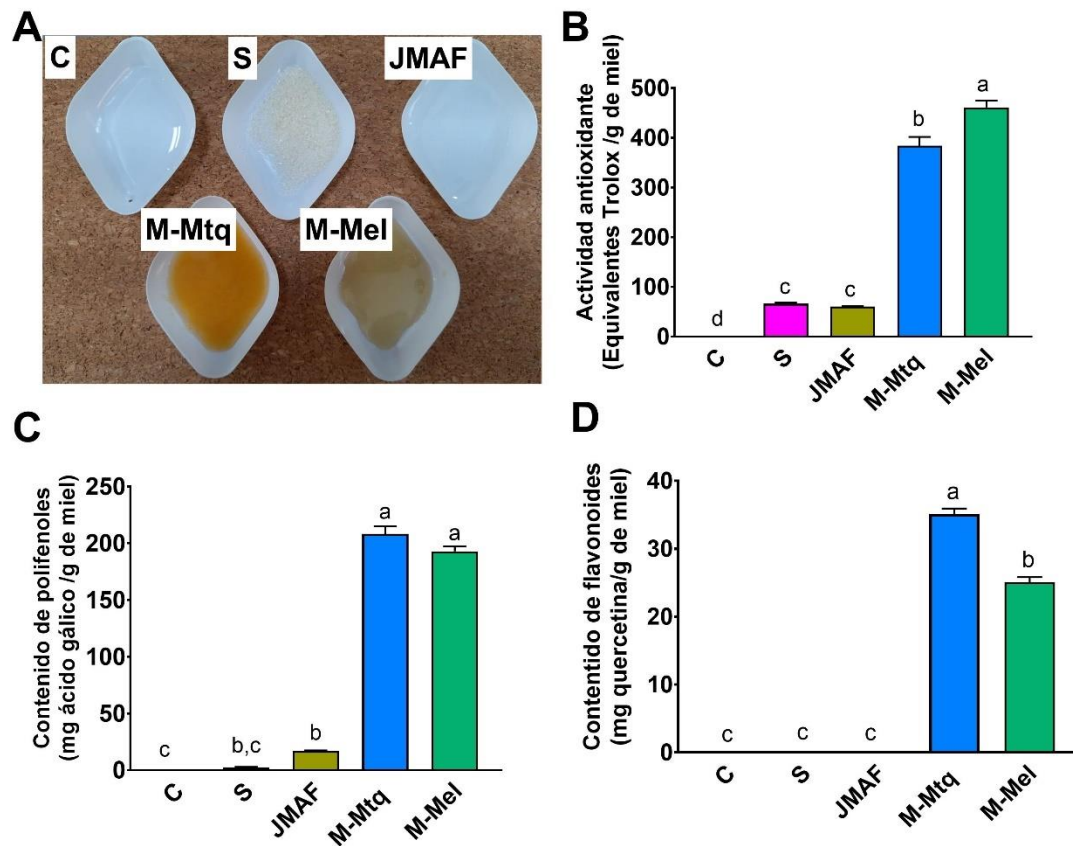 A
C
S
JMAF
M-Mtq
M-Mel
B
Actividad antioxidante
(Equivalentes Trolox /g de miel)
500
400
300
200
100
0
d
c
c
b
a
C
S
JMAF
M-Mtq
M-Mel
C
Contenido de polifenoles
(mg ácido gálico /g de miel)
250
200
150
100
50
0
c
b,c
b
a
a
C
S
JMAF
M-Mtq
M-Mel
D
Contentido de flavonoides
(mg quercetina/g de miel)
40
30
20
10
0
c
c
c
a
b
C
S
JMAF
M-Mtq
M-Mel